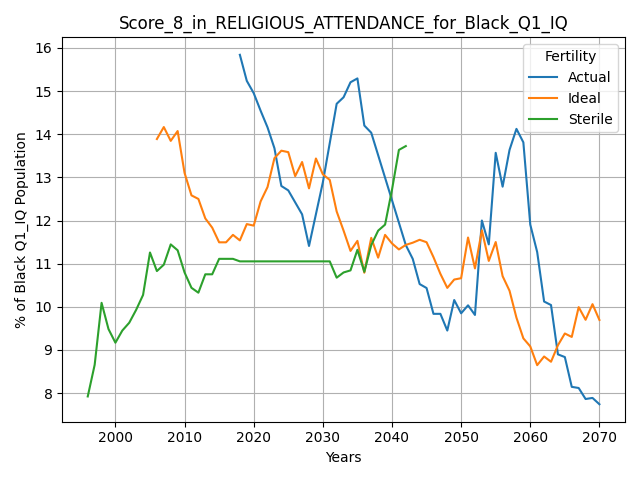 Score_8_in_RELIGIOUS_ATTENDANCE_for_Black_Q1_IQ
Fertility
Actual
Ideal
Sterile
% of Black Q1_IQ Population
16
15
14
13
12
11
10
9
8
2000 2010 2020 2030 2040 2050 2060 2070
Years